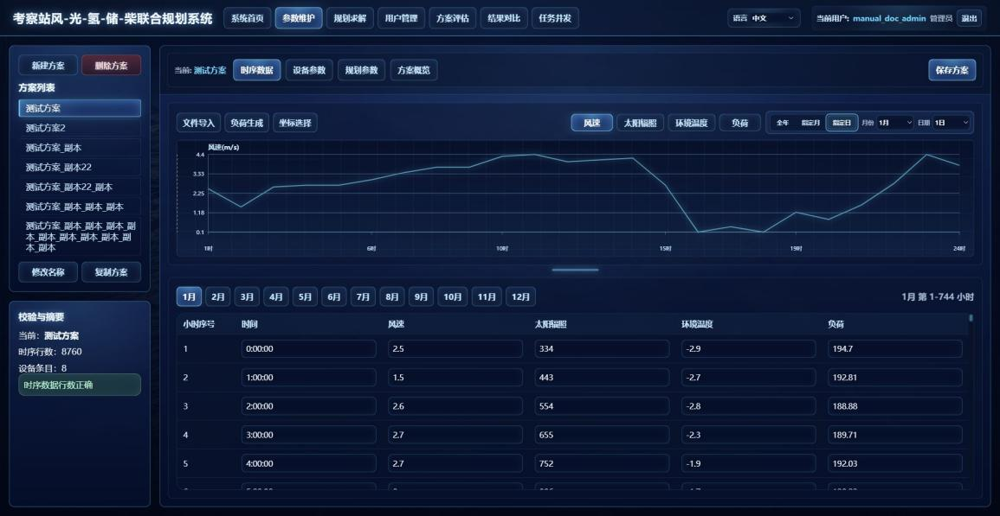 考察站风-光-氢-储-柴联合规划系统 系统首页 参数维护 规划求解 用户管理 方案评估 结果对比 任务并发 语言 中文 当前用户: manual_doc_admin 管理员 退出
新建方案 删除方案
方案列表
测试方案
测试方案2
测试方案_副本
测试方案_副本22
测试方案_副本22_副本
测试方案_副本_副本_副本
测试方案_副本_副本_副本_副
本_副本_副本_副本_副本_副
本_副本
修改名称 复制方案
校验与摘要
当前: 测试方案
时序行数: 8760
设备条目: 8
时序数据行数正确
当前: 测试方案 时序数据 设备参数 规划参数 方案概览 保存方案
文件导入 负荷生成 坐标选择 风速 太阳辐照 环境温度 负荷 全年 指定月 指定日 月份 1月 日期 1日
风速(m/s)
4.4
3.33
2.25
1.18
0.1
1时 6时 10时 15时 19时 24时
1月 2月 3月 4月 5月 6月 7月 8月 9月 10月 11月 12月 1月 第 1-744 小时
小时序号 时间 风速 太阳辐照 环境温度 负荷
1 0:00:00 2.5 334 -2.9 194.7
2 1:00:00 1.5 443 -2.7 192.81
3 2:00:00 2.6 554 -2.8 188.88
4 3:00:00 2.7 655 -2.3 189.71
5 4:00:00 2.7 752 -1.9 192.03